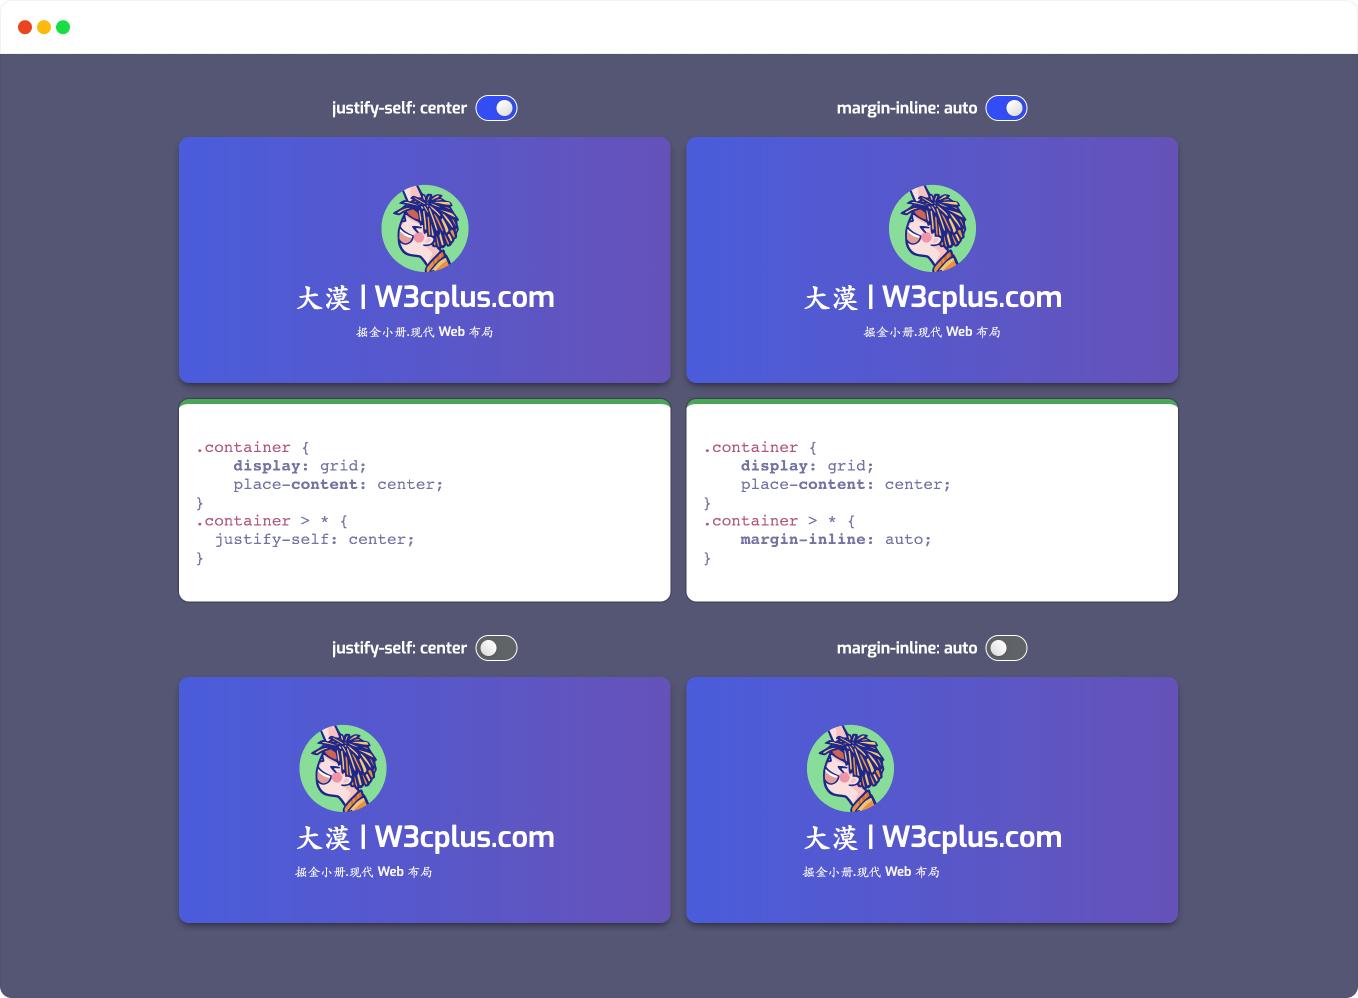 justify-self: center
margin-inline: auto
大漠 | W3cplus.com
掘金小册.现代 Web 布局
大漠 | W3cplus.com
掘金小册.现代 Web 布局
.container {
    display: grid;
    place-content: center;
}
.container > * {
  justify-self: center;
}
.container {
    display: grid;
    place-content: center;
}
.container > * {
    margin-inline: auto;
}
justify-self: center
margin-inline: auto
大漠 | W3cplus.com
掘金小册.现代 Web 布局
大漠 | W3cplus.com
掘金小册.现代 Web 布局